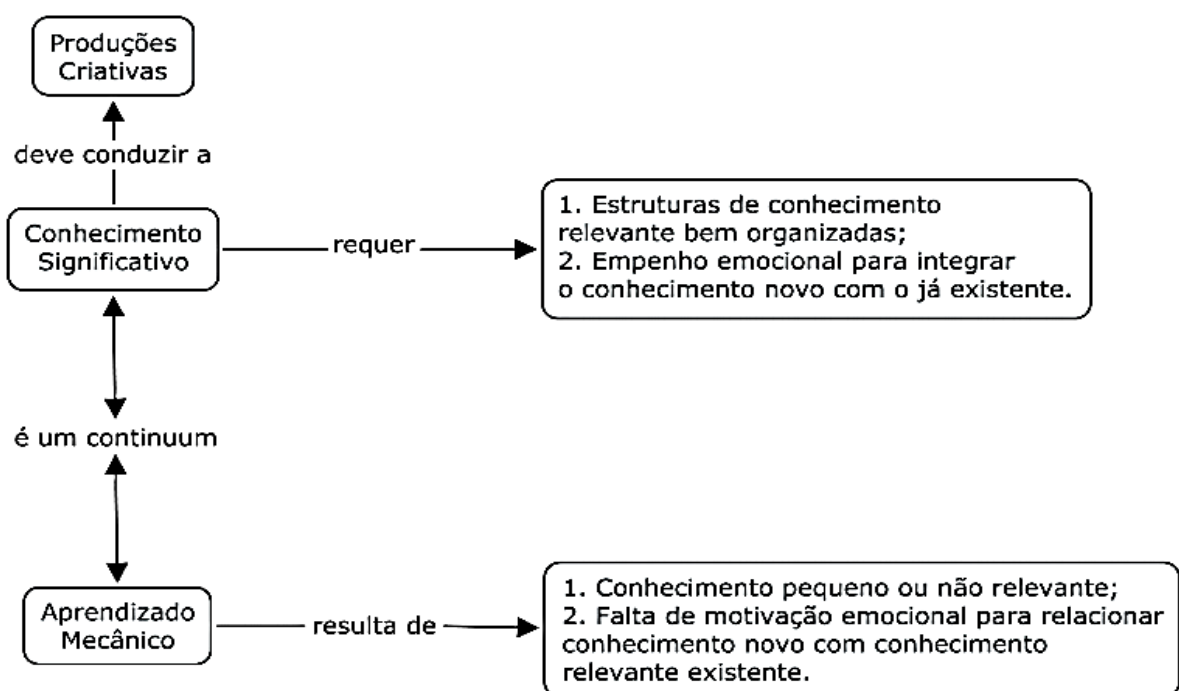 Produções
Criativas
deve conduzir a
Conhecimento
Significativo
requer
1. Estruturas de conhecimento
relevante bem organizadas;
2. Empenho emocional para integrar
o conhecimento novo com o já existente.
é um continuum
Aprendizado
Mecânico
resulta de
1. Conhecimento pequeno ou não relevante;
2. Falta de motivação emocional para relacionar
conhecimento novo com conhecimento
relevante existente.